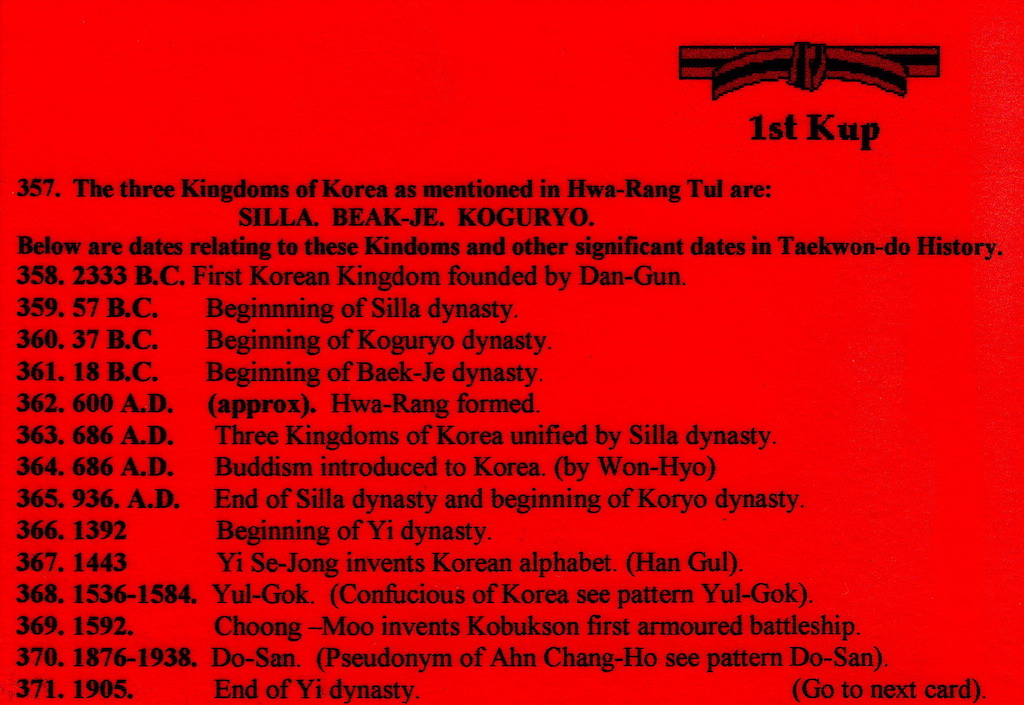 1st Kup
357. The three Kingdoms of Korea as mentioned in Hwa-Rang Tul are:
SILLA. BEAK-JE. KOGURYO.
Below are dates relating to these Kindoms and other significant dates in Taekwon-do History.
358. 2333 B.C. First Korean Kingdom founded by Dan-Gun.
359. 57 B.C. Beginnning of Silla dynasty.
360. 37 B.C. Beginning of Koguryo dynasty.
361. 18 B.C. Beginning of Baek-Je dynasty.
362. 600 A.D. (approx). Hwa-Rang formed.
363. 686 A.D. Three Kingdoms of Korea unified by Silla dynasty.
364. 686 A.D. Buddism introduced to Korea. (by Won-Hyo)
365. 936. A.D. End of Silla dynasty and beginning of Koryo dynasty.
366. 1392 Beginning of Yi dynasty.
367. 1443 Yi Se-Jong invents Korean alphabet. (Han Gul).
368. 1536-1584. Yul-Gok. (Confucious of Korea see pattern Yul-Gok).
369. 1592. Choong –Moo invents Kobukson first armoured battleship.
370. 1876-1938. Do-San. (Pseudonym of Ahn Chang-Ho see pattern Do-San).
371. 1905. End of Yi dynasty. (Go to next card).